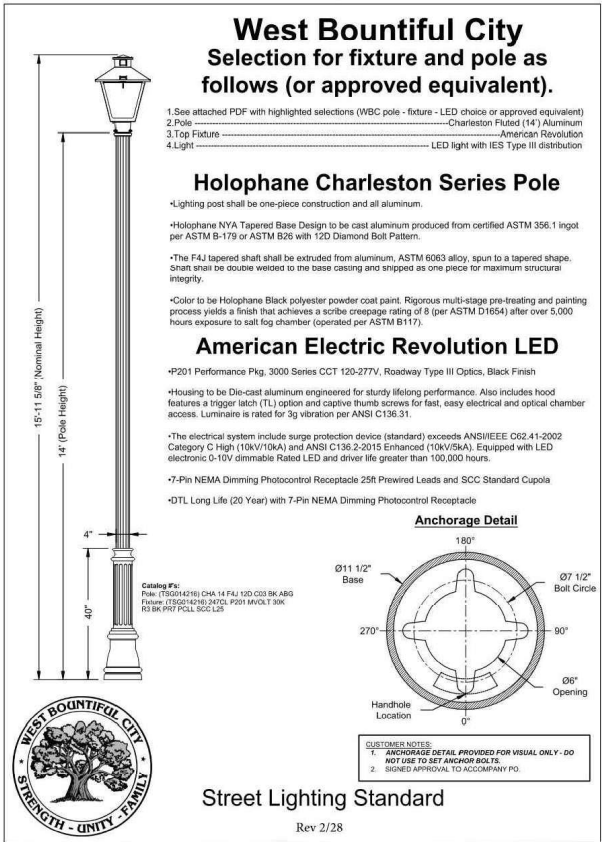 West Bountiful City
Selection for fixture and pole as
follows (or approved equivalent).
1.See attached PDF with highlighted selections (WBC pole - fixture - LED choice or approved equivalent)
2.Pole ---Charleston Fluted (14') Aluminum
3.Top Fixture ---American Revolution
4.Light --- LED light with IES Type III distribution
Holophane Charleston Series Pole
•Lighting post shall be one-piece construction and all aluminum.
•Holophane NYA Tapered Base Design to be cast aluminum produced from certified ASTM 356.1 ingot
per ASTM B-179 or ASTM B26 with 12D Diamond Bolt Pattern.
•The F4J tapered shaft shall be extruded from aluminum, ASTM 6063 alloy, spun to a tapered shape.
Shaft shall be double welded to the base casting and shipped as one piece for maximum structural
integrity.
•Color to be Holophane Black polyester powder coat paint. Rigorous multi-stage pre-treating and painting
process yields a finish that achieves a scribe creepage rating of 8 (per ASTM D1654) after over 5,000
hours exposure to salt fog chamber (operated per ASTM B117).
American Electric Revolution LED
•P201 Performance Pkg, 3000 Series CCT 120-277V, Roadway Type III Optics, Black Finish
•Housing to be Die-cast aluminum engineered for sturdy lifelong performance. Also includes hood
features a trigger latch (TL) option and captive thumb screws for fast, easy electrical and optical chamber
access. Luminaire is rated for 3g vibration per ANSI C136.31.
•The electrical system include surge protection device (standard) exceeds ANSI/IEEE C62.41-2002
Category C High (10kV/10kA) and ANSI C136.2-2015 Enhanced (10kV/5kA). Equipped with LED
electronic 0-10V dimmable Rated LED and driver life greater than 100,000 hours.
•7-Pin NEMA Dimming Photocontrol Receptacle 25ft Prewired Leads and SCC Standard Cupola
•DTL Long Life (20 Year) with 7-Pin NEMA Dimming Photocontrol Receptacle
15'-11 5/8" (Nominal Height)
14' (Pole Height)
4"
40"
Catalog #'s:
Pole: (TSG014216) CHA 14 F4J 12D C03 BK ABG
Fixture: (TSG014216) 247CL P201 MVOLT 30K
R3 BK PR7 PCLL SCC L25
Anchorage Detail
180°
Ø11 1/2"
Base
Ø7 1/2"
Bolt Circle
270°
90°
Ø6"
Opening
Handhole
Location
0°
CUSTOMER NOTES:
1. ANCHORAGE DETAIL PROVIDED FOR VISUAL ONLY - DO
NOT USE TO SET ANCHOR BOLTS.
2. SIGNED APPROVAL TO ACCOMPANY PO.
WEST BOUNTIFUL CITY
STRENGTH - UNITY - FAMILY
Street Lighting Standard
Rev 2/28